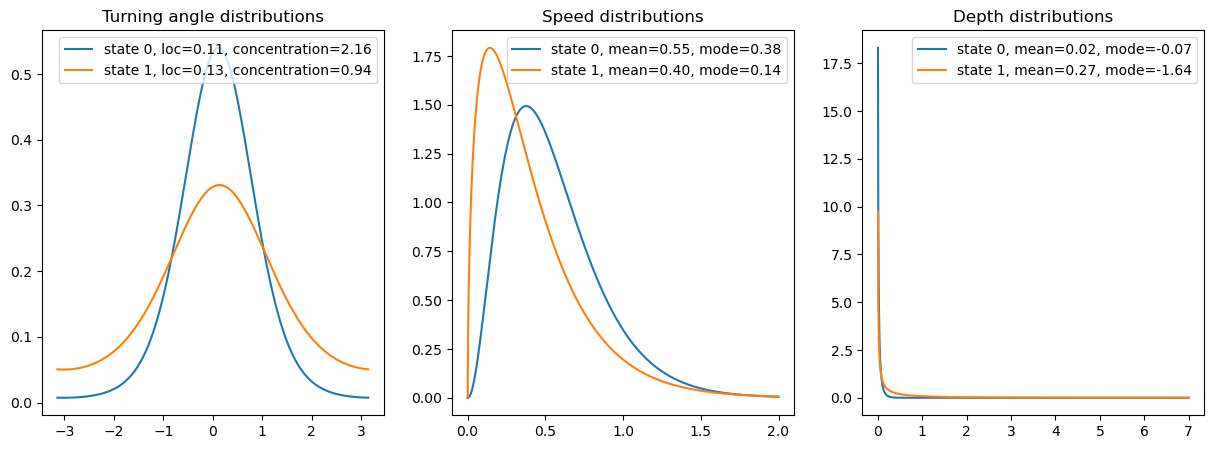 Turning angle distributions
state 0, loc=0.11, concentration=2.16
state 1, loc=0.13, concentration=0.94
0.5
0.4
0.3
0.2
0.1
0.0
−3 −2 −1 0 1 2 3
Speed distributions
state 0, mean=0.55, mode=0.38
state 1, mean=0.40, mode=0.14
1.75
1.50
1.25
1.00
0.75
0.50
0.25
0.00
0.0 0.5 1.0 1.5 2.0
Depth distributions
state 0, mean=0.02, mode=-0.07
state 1, mean=0.27, mode=-1.64
17.5
15.0
12.5
10.0
7.5
5.0
2.5
0.0
0 1 2 3 4 5 6 7